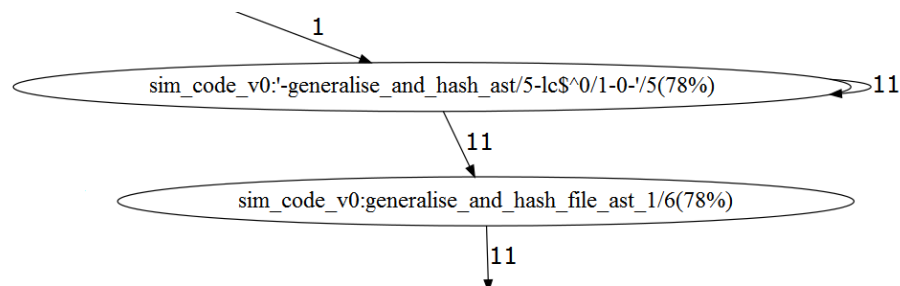 1
sim_code_v0:'-generalise_and_hash_ast/5-lc$^0/1-0-'/5(78%)
11
11
sim_code_v0:generalise_and_hash_file_ast_1/6(78%)
11